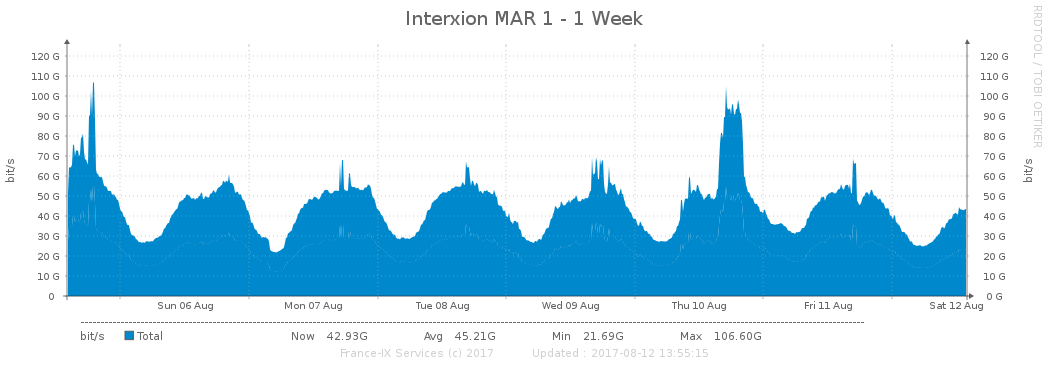 Interxion MAR 1 - 1 Week
RRDTOOL / TOBI OETIKER
bit/s
120 G 120 G
110 G 110 G
100 G 100 G
90 G 90 G
80 G 80 G
70 G 70 G
60 G 60 G
50 G 50 G
40 G 40 G
30 G 30 G
20 G 20 G
10 G 10 G
0 0 G
bit/s
Sun 06 Aug Mon 07 Aug Tue 08 Aug Wed 09 Aug Thu 10 Aug Fri 11 Aug Sat 12 Aug
bit/s Total Now 42.93G Avg 45.21G Min 21.69G Max 106.60G
France-IX Services (c) 2017 Updated : 2017-08-12 13:55:15